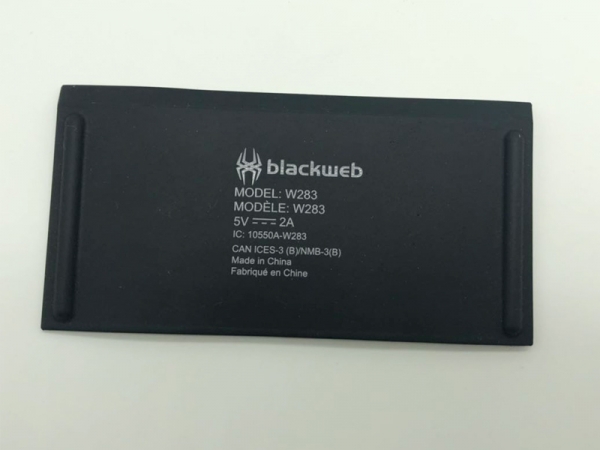 blackweb
MODEL: W283
MODÈLE: W283
5V ⎓ 2A
IC: 10550A-W283
CAN ICES-3 (B)/NMB-3(B)
Made in China
Fabriqué en Chine